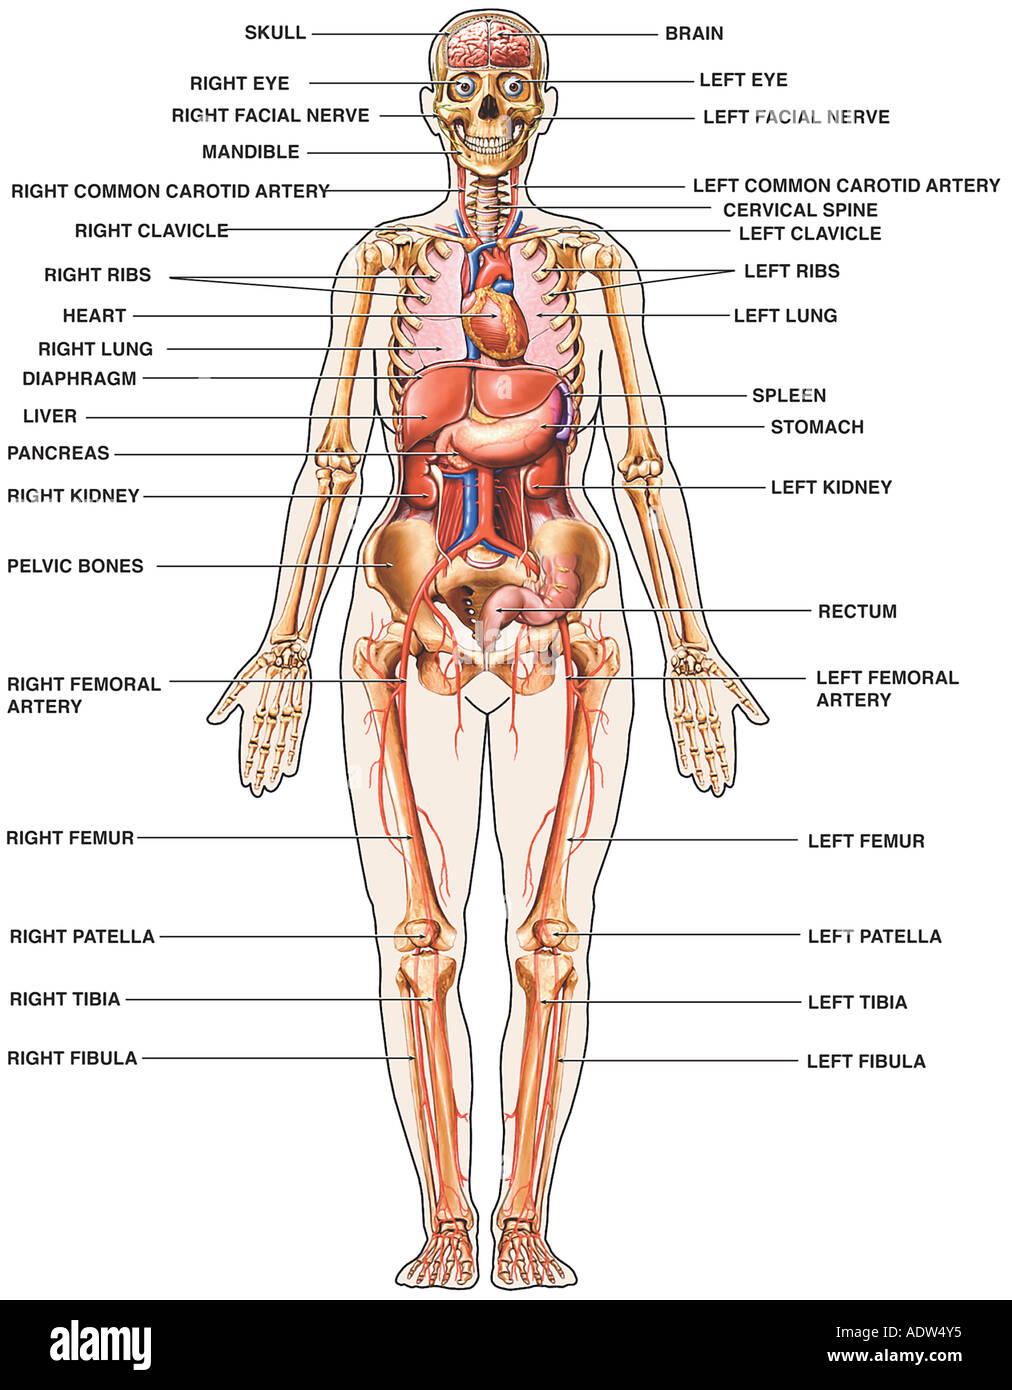 SKULL
BRAIN
RIGHT EYE
LEFT EYE
RIGHT FACIAL NERVE
LEFT FACIAL NERVE
MANDIBLE
RIGHT COMMON CAROTID ARTERY
LEFT COMMON CAROTID ARTERY
CERVICAL SPINE
RIGHT CLAVICLE
LEFT CLAVICLE
RIGHT RIBS
LEFT RIBS
HEART
LEFT LUNG
RIGHT LUNG
DIAPHRAGM
SPLEEN
LIVER
STOMACH
PANCREAS
RIGHT KIDNEY
LEFT KIDNEY
PELVIC BONES
RECTUM
RIGHT FEMORAL
ARTERY
LEFT FEMORAL
ARTERY
RIGHT FEMUR
LEFT FEMUR
RIGHT PATELLA
LEFT PATELLA
RIGHT TIBIA
LEFT TIBIA
RIGHT FIBULA
LEFT FIBULA
a
alamy
alamy
Image ID: ADW4Y5
www.alamy.com